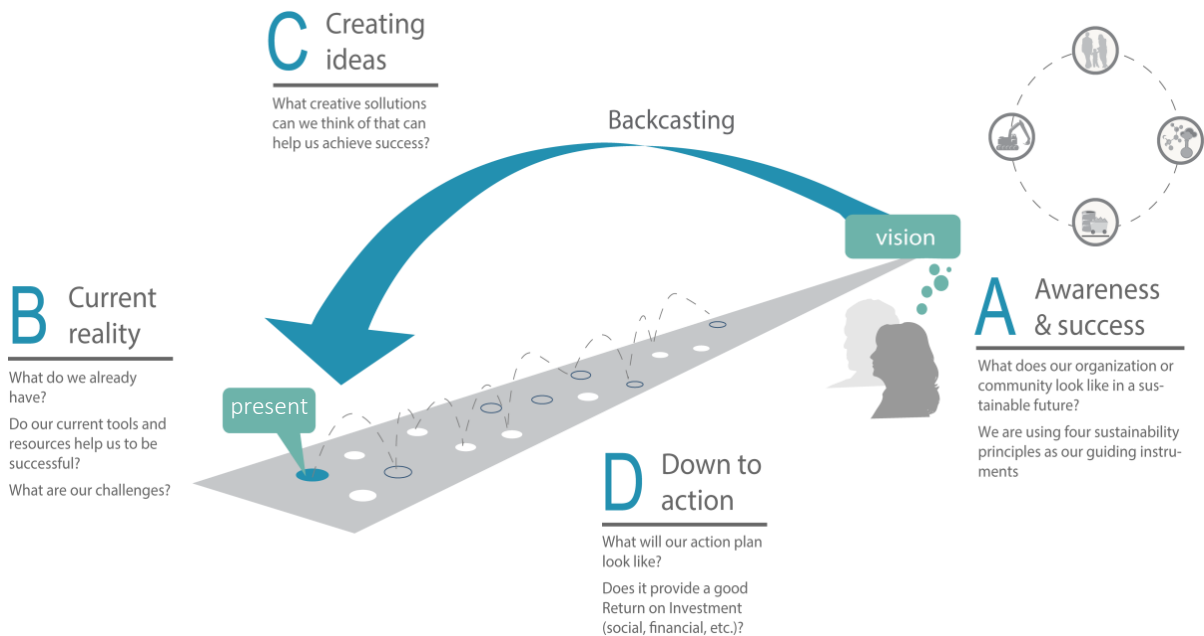 C Creating
ideas
What creative sollutions
can we think of that can
help us achieve success?
Backcasting
vision
B Current
reality
What do we already
have?
Do our current tools and
resources help us to be
successful?
What are our challenges?
present
A Awareness
& success
What does our organization or
community look like in a sus-
tainable future?
We are using four sustainability
principles as our guiding instru-
ments
D Down to
action
What will our action plan
look like?
Does it provide a good
Return on Investment
(social, financial, etc.)?